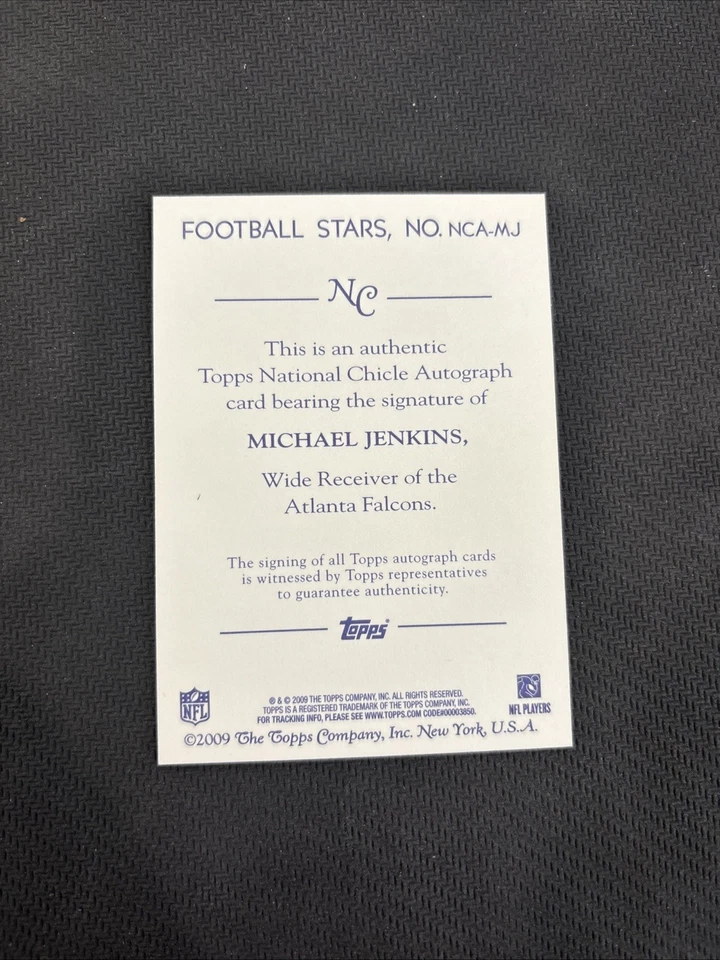 FOOTBALL STARS, NO. NCA-MJ
NC
This is an authentic
Topps National Chicle Autograph
card bearing the signature of
MICHAEL JENKINS,
Wide Receiver of the
Atlanta Falcons.
The signing of all Topps autograph cards
is witnessed by Topps representatives
to guarantee authenticity.
Topps®
NFL
® & © 2009 THE TOPPS COMPANY, INC. ALL RIGHTS RESERVED.
TOPPS IS A REGISTERED TRADEMARK OF THE TOPPS COMPANY, INC.
FOR TRACKING INFO, PLEASE SEE WWW.TOPPS.COM CODE#00003850.
NFL PLAYERS
©2009 The Topps Company, Inc. New York, U.S.A.